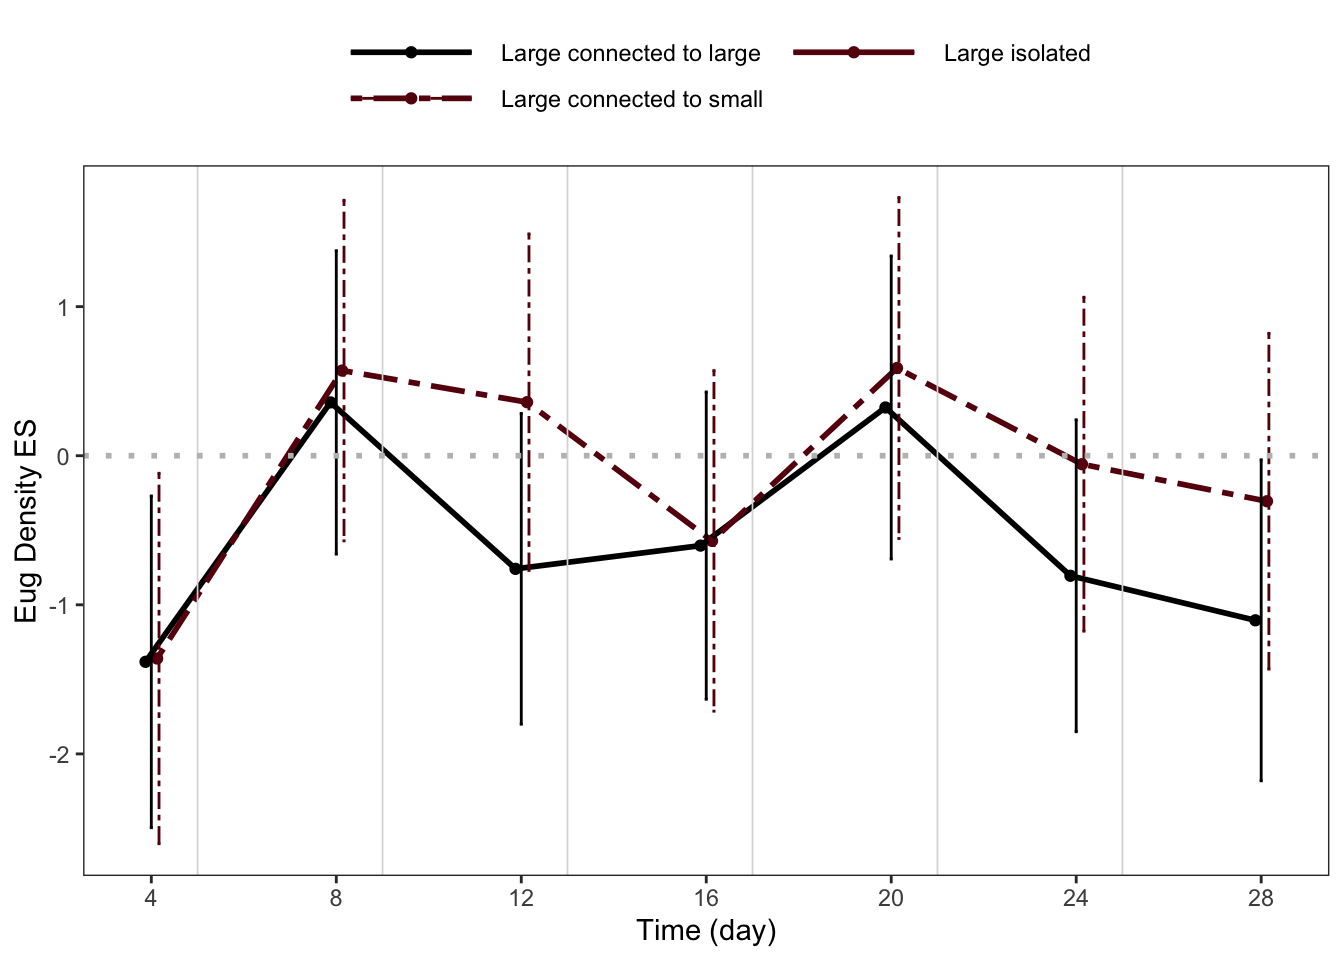 Large connected to large
Large isolated
Large connected to small
Eug Density ES
1
0
-1
-2
4 8 12 16 20 24 28
Time (day)